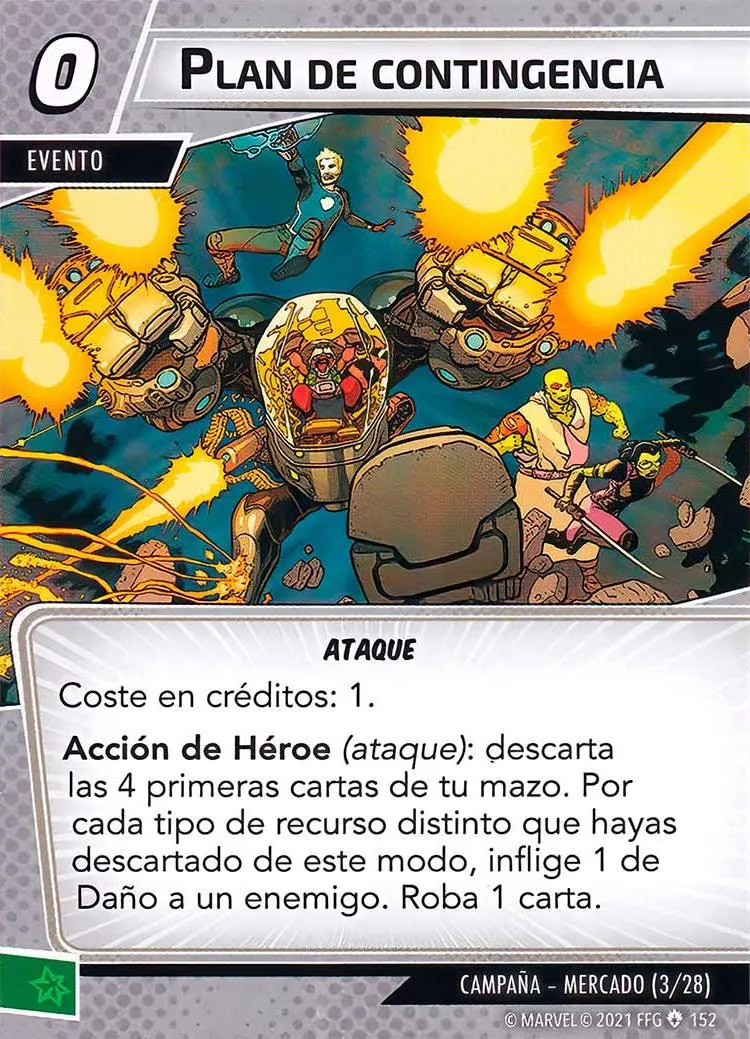 0
PLAN DE CONTINGENCIA
EVENTO
ATAQUE
Coste en créditos: 1.
Acción de Héroe (ataque): descarta
las 4 primeras cartas de tu mazo. Por
cada tipo de recurso distinto que hayas
descartado de este modo, inflige 1 de
Daño a un enemigo. Roba 1 carta.
CAMPAÑA – MERCADO (3/28)
© MARVEL © 2021 FFG 152